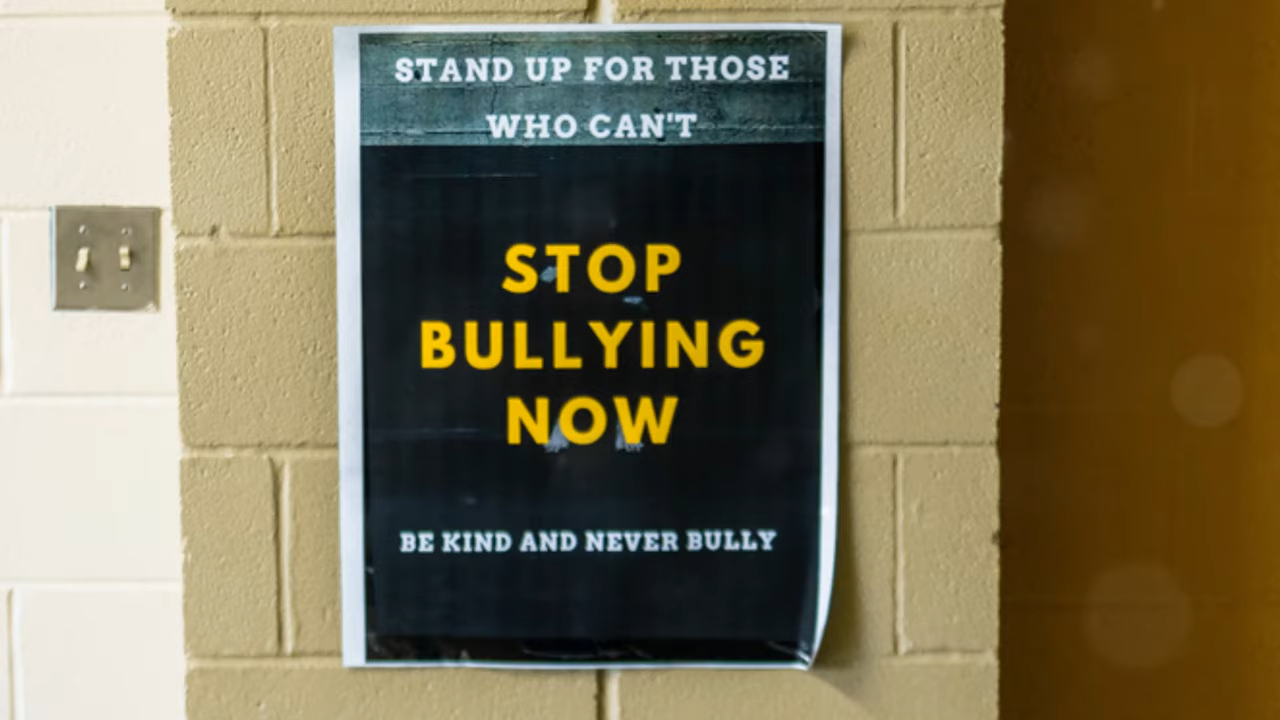 STAND UP FOR THOSE
WHO CAN'T
STOP
BULLYING
NOW
BE KIND AND NEVER BULLY